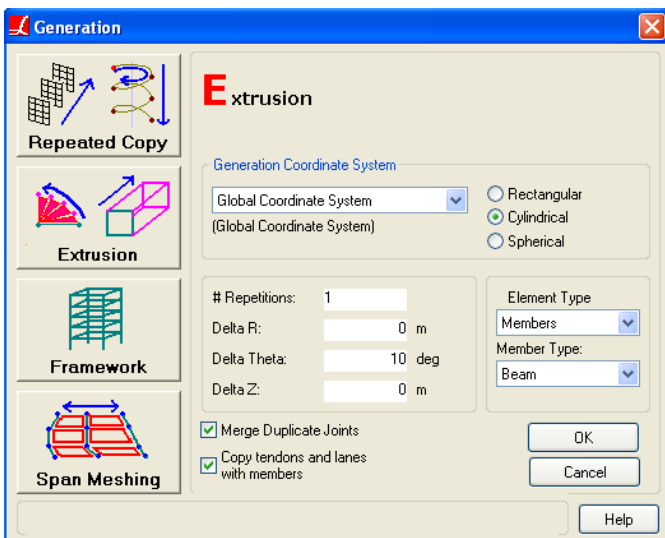 Generation
Repeated Copy
Extrusion
Framework
Span Meshing
Extrusion
Generation Coordinate System
Global Coordinate System
(Global Coordinate System)
Rectangular
Cylindrical
Spherical
# Repetitions: 1
Delta R: 0 m
Delta Theta: 10 deg
Delta Z: 0 m
Element Type
Members
Member Type:
Beam
Merge Duplicate Joints
Copy tendons and lanes
with members
OK
Cancel
Help